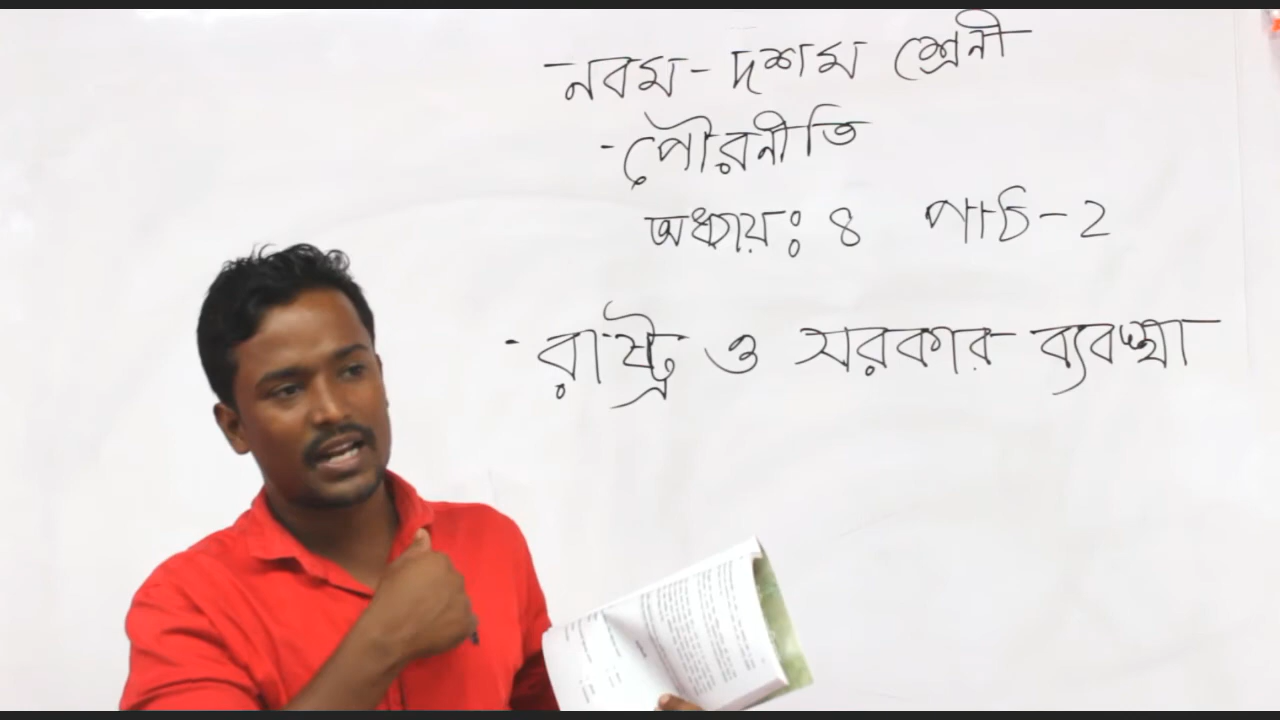 নবম - দশম শ্রেনী
- পৌরনীতি
অধ্যায়ঃ ৪ পাঠ - 2
· রাষ্ট্র ও সরকার ব্যবস্থা